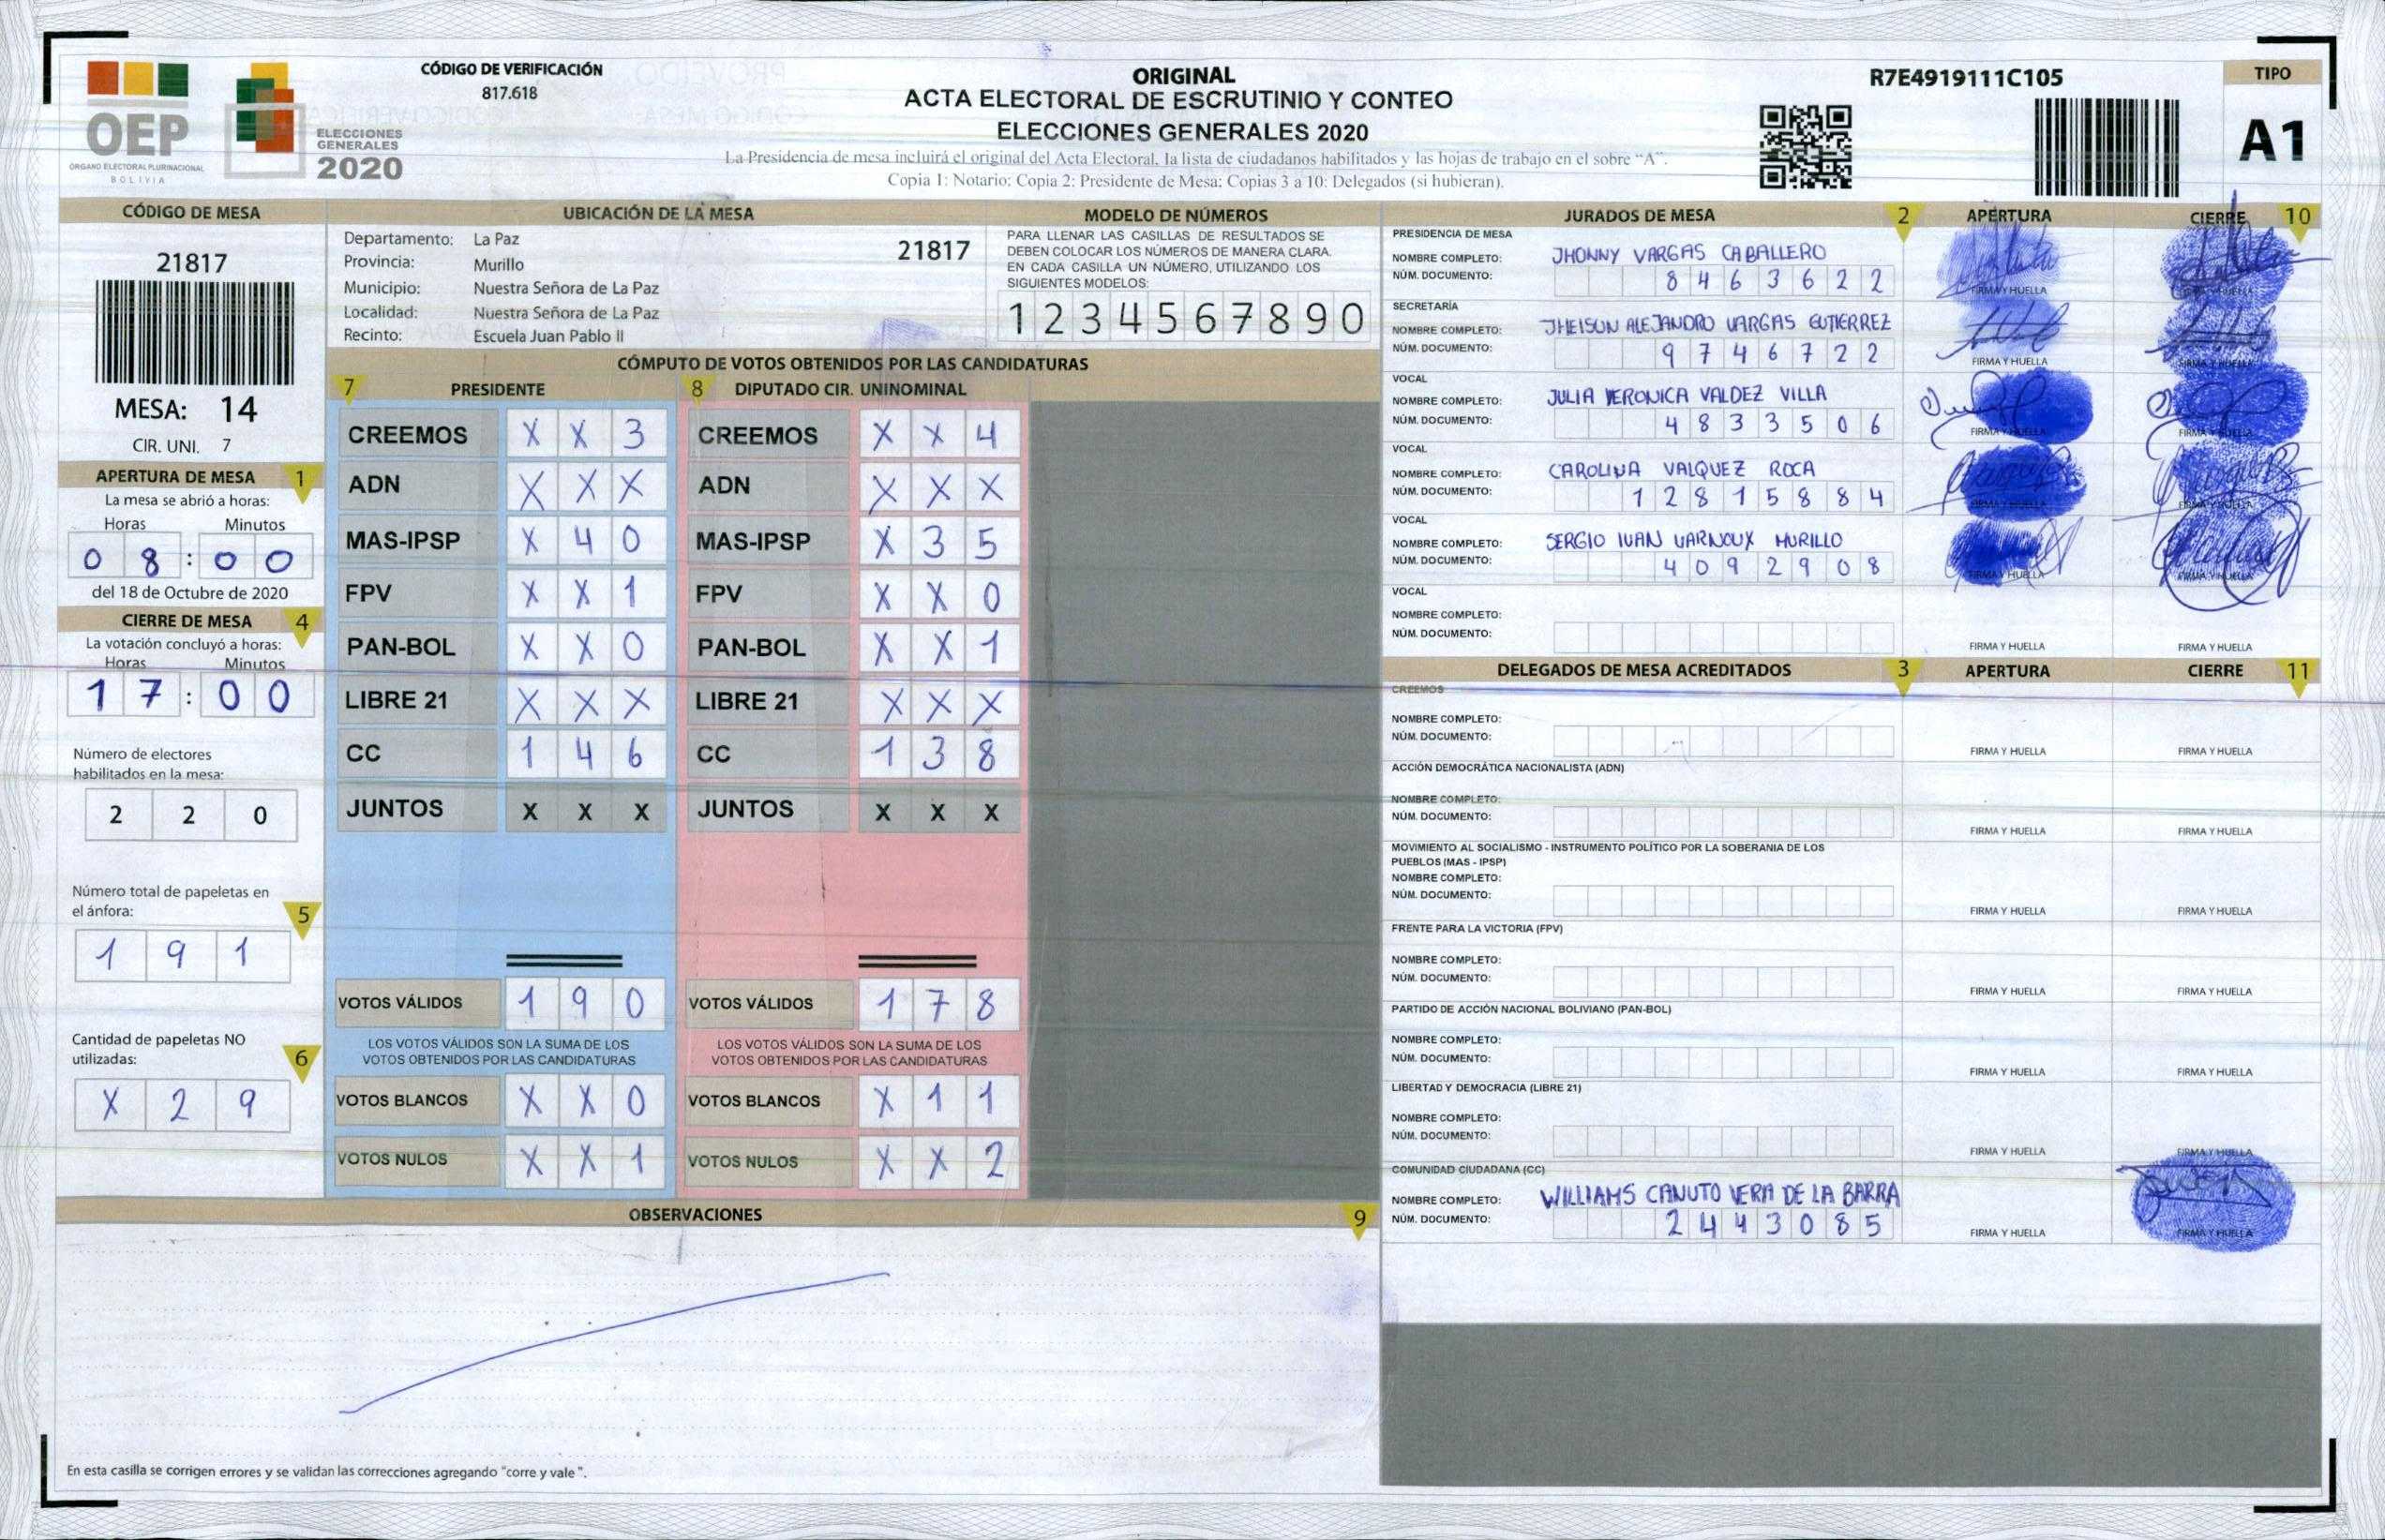 CÓDIGO DE VERIFICACIÓN
817.618
OEP
ÓRGANO ELECTORAL PLURINACIONAL
BOLIVIA
ELECCIONES
GENERALES
2020
ORIGINAL
ACTA ELECTORAL DE ESCRUTINIO Y CONTEO
ELECCIONES GENERALES 2020
La Presidencia de mesa incluirá el original del Acta Electoral, la lista de ciudadanos habilitados y las hojas de trabajo en el sobre “A”.
Copia 1: Notario; Copia 2: Presidente de Mesa; Copias 3 a 10: Delegados (si hubieran).
R7E4919111C105
TIPO
A1
CÓDIGO DE MESA
21817
MESA: 14
CIR. UNI. 7
APERTURA DE MESA 1
La mesa se abrió a horas:
Horas Minutos
0 8 : 0 0
del 18 de Octubre de 2020
CIERRE DE MESA 4
La votación concluyó a horas:
Horas Minutos
1 7 : 0 0
Número de electores
habilitados en la mesa:
2 2 0
Número total de papeletas en
el ánfora: 5
1 9 1
Cantidad de papeletas NO
utilizadas: 6
X 2 9
UBICACIÓN DE LA MESA
Departamento: La Paz
Provincia: Murillo
Municipio: Nuestra Señora de La Paz
Localidad: Nuestra Señora de La Paz
Recinto: Escuela Juan Pablo II
21817
MODELO DE NÚMEROS
PARA LLENAR LAS CASILLAS DE RESULTADOS SE
DEBEN COLOCAR LOS NÚMEROS DE MANERA CLARA.
EN CADA CASILLA UN NÚMERO, UTILIZANDO LOS
SIGUIENTES MODELOS:
1 2 3 4 5 6 7 8 9 0
CÓMPUTO DE VOTOS OBTENIDOS POR LAS CANDIDATURAS
7 PRESIDENTE
CREEMOS X X 3
ADN X X X
MAS-IPSP X 4 0
FPV X X 1
PAN-BOL X X 0
LIBRE 21 X X X
CC 1 4 6
JUNTOS X X X
VOTOS VÁLIDOS 1 9 0
LOS VOTOS VÁLIDOS SON LA SUMA DE LOS
VOTOS OBTENIDOS POR LAS CANDIDATURAS
VOTOS BLANCOS X X 0
VOTOS NULOS X X 1
8 DIPUTADO CIR. UNINOMINAL
CREEMOS X X 4
ADN X X X
MAS-IPSP X 3 5
FPV X X 0
PAN-BOL X X 1
LIBRE 21 X X X
CC 1 3 8
JUNTOS X X X
VOTOS VÁLIDOS 1 7 8
LOS VOTOS VÁLIDOS SON LA SUMA DE LOS
VOTOS OBTENIDOS POR LAS CANDIDATURAS
VOTOS BLANCOS X 1 1
VOTOS NULOS X X 2
OBSERVACIONES 9
En esta casilla se corrigen errores y se validan las correcciones agregando "corre y vale ".
JURADOS DE MESA 2 APERTURA CIERRE 10
PRESIDENCIA DE MESA
NOMBRE COMPLETO: JHONNY VARGAS CABALLERO
NÚM. DOCUMENTO: 8 4 6 3 6 2 2
FIRMA Y HUELLA FIRMA Y HUELLA
SECRETARÍA
NOMBRE COMPLETO: JHEISON ALEJANDRO VARGAS GUTIERREZ
NÚM. DOCUMENTO: 9 7 4 6 7 2 2
FIRMA Y HUELLA FIRMA Y HUELLA
VOCAL
NOMBRE COMPLETO: JULIA VERONICA VALDEZ VILLA
NÚM. DOCUMENTO: 4 8 3 3 5 0 6
FIRMA Y HUELLA FIRMA Y HUELLA
VOCAL
NOMBRE COMPLETO: CAROLINA VALQUEZ ROCA
NÚM. DOCUMENTO: 1 2 8 1 5 8 8 4
FIRMA Y HUELLA FIRMA Y HUELLA
VOCAL
NOMBRE COMPLETO: SERGIO IVAN VARNOUX MURILLO
NÚM. DOCUMENTO: 4 0 9 2 9 0 8
FIRMA Y HUELLA FIRMA Y HUELLA
VOCAL
NOMBRE COMPLETO:
NÚM. DOCUMENTO:
FIRMA Y HUELLA FIRMA Y HUELLA
DELEGADOS DE MESA ACREDITADOS 3 APERTURA CIERRE 11
CREEMOS
NOMBRE COMPLETO:
NÚM. DOCUMENTO:
FIRMA Y HUELLA FIRMA Y HUELLA
ACCIÓN DEMOCRÁTICA NACIONALISTA (ADN)
NOMBRE COMPLETO:
NÚM. DOCUMENTO:
FIRMA Y HUELLA FIRMA Y HUELLA
MOVIMIENTO AL SOCIALISMO - INSTRUMENTO POLÍTICO POR LA SOBERANIA DE LOS
PUEBLOS (MAS - IPSP)
NOMBRE COMPLETO:
NÚM. DOCUMENTO:
FIRMA Y HUELLA FIRMA Y HUELLA
FRENTE PARA LA VICTORIA (FPV)
NOMBRE COMPLETO:
NÚM. DOCUMENTO:
FIRMA Y HUELLA FIRMA Y HUELLA
PARTIDO DE ACCIÓN NACIONAL BOLIVIANO (PAN-BOL)
NOMBRE COMPLETO:
NÚM. DOCUMENTO:
FIRMA Y HUELLA FIRMA Y HUELLA
LIBERTAD Y DEMOCRACIA (LIBRE 21)
NOMBRE COMPLETO:
NÚM. DOCUMENTO:
FIRMA Y HUELLA FIRMA Y HUELLA
COMUNIDAD CIUDADANA (CC)
NOMBRE COMPLETO: WILLIAMS CANUTO VERA DE LA BARRA
NÚM. DOCUMENTO: 2 4 4 3 0 8 5
FIRMA Y HUELLA FIRMA Y HUELLA